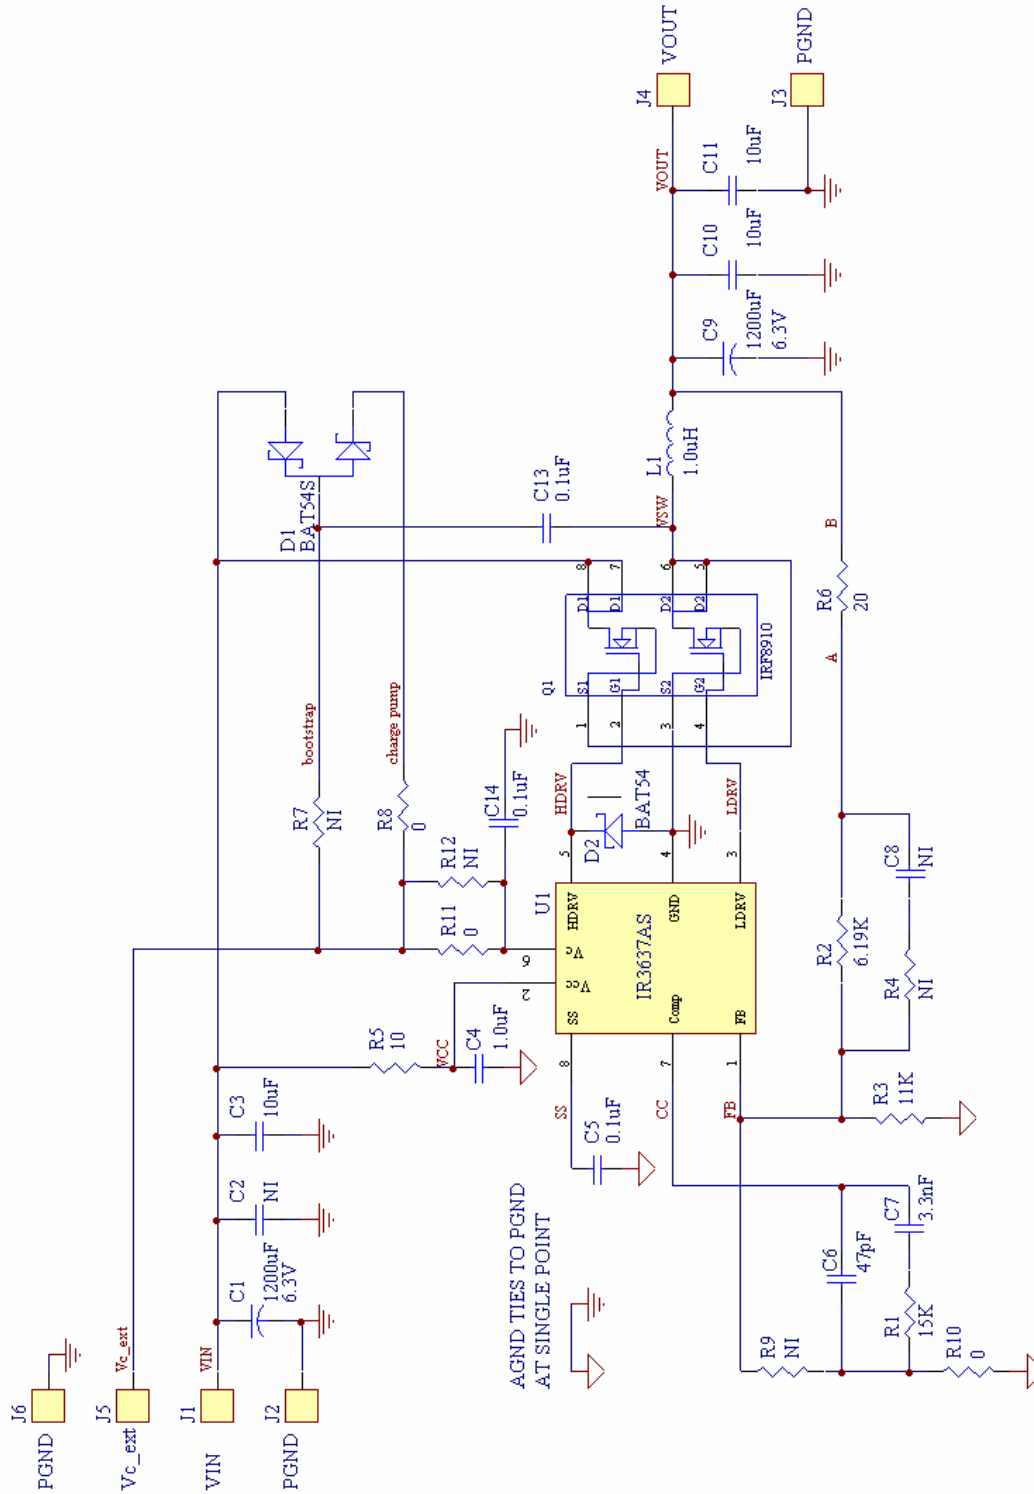 J6
PGND
J5
Vc_ext
Vc_ext
J1
VIN
VIN
J2
PGND
C1
1200uF
6.3V
C2
NI
C3
10uF
R5
10
VCC
C4
1.0uF
R11
0
R12
NI
C14
0.1uF
R7
NI
bootstrap
R8
0
charge pump
D1
BAT54S
C13
0.1uF
AGND TIES TO PGND
AT SINGLE POINT
C5
0.1uF
SS
CC
FB
8
7
1
2
6
5
4
3
U1
IR3637AS
SS
Comp
FB
Vcc
Vc
HDRV
GND
LDRV
HDRV
D2
BAT54
LDRV
Q1
IRF8910
1
2
3
4
S1
G1
S2
G2
D1
D1
D2
D2
8
7
6
5
VSW
L1
1.0uH
C9
1200uF
6.3V
C10
10uF
C11
10uF
VOUT
J4
VOUT
J3
PGND
R9
NI
C6
47pF
R1
15K
C7
3.3nF
R10
0
R3
11K
R2
6.19K
R4
NI
C8
NI
A
R6
20
B